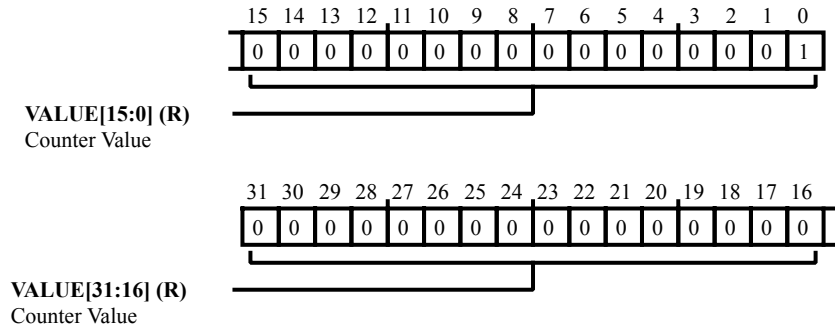 15 14 13 12 11 10 9 8 7 6 5 4 3 2 1 0
0 0 0 0 0 0 0 0 0 0 0 0 0 0 0 1
VALUE[15:0] (R)
Counter Value
31 30 29 28 27 26 25 24 23 22 21 20 19 18 17 16
0 0 0 0 0 0 0 0 0 0 0 0 0 0 0 0
VALUE[31:16] (R)
Counter Value